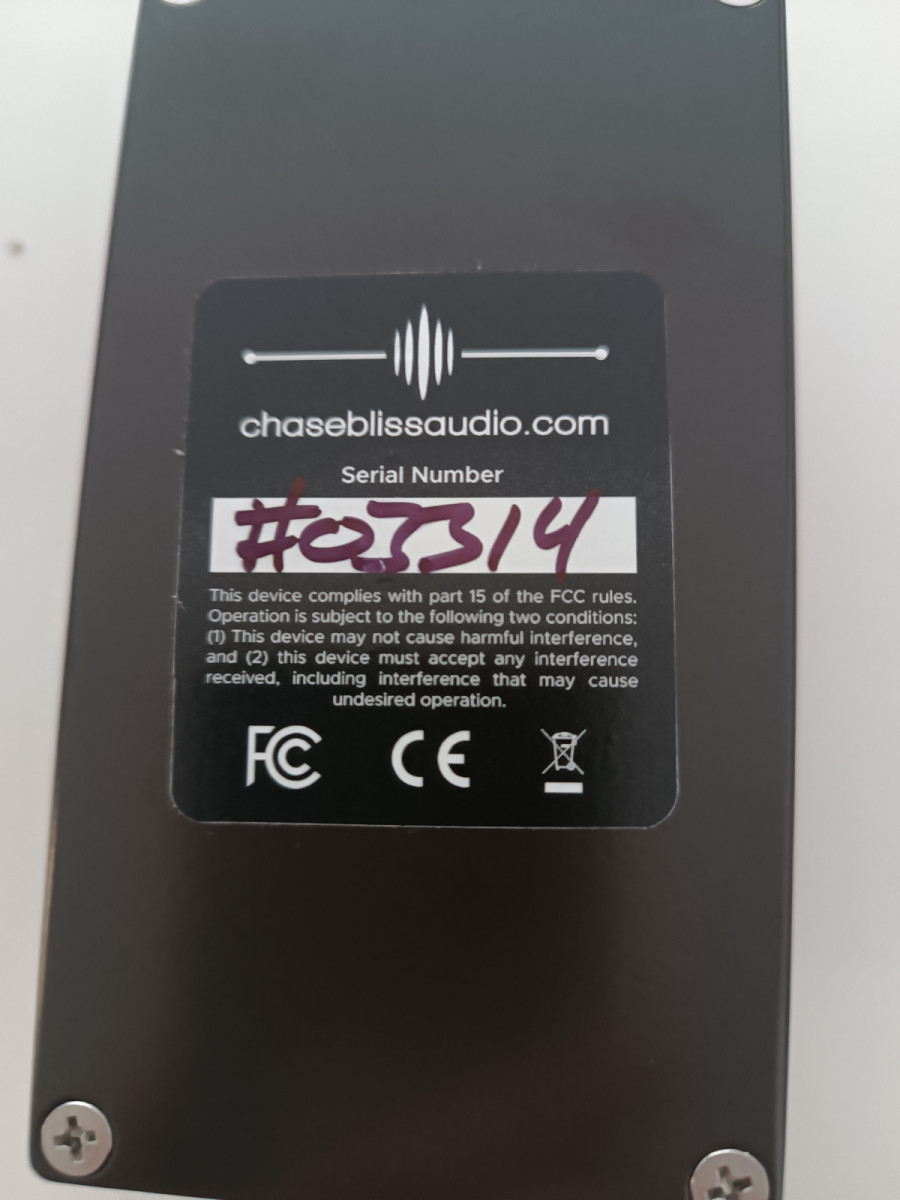 chaseblissaudio.com
Serial Number
#03314
This device complies with part 15 of the FCC rules.
Operation is subject to the following two conditions:
(1) This device may not cause harmful interference,
and (2) this device must accept any interference
received, including interference that may cause
undesired operation.
FC CE